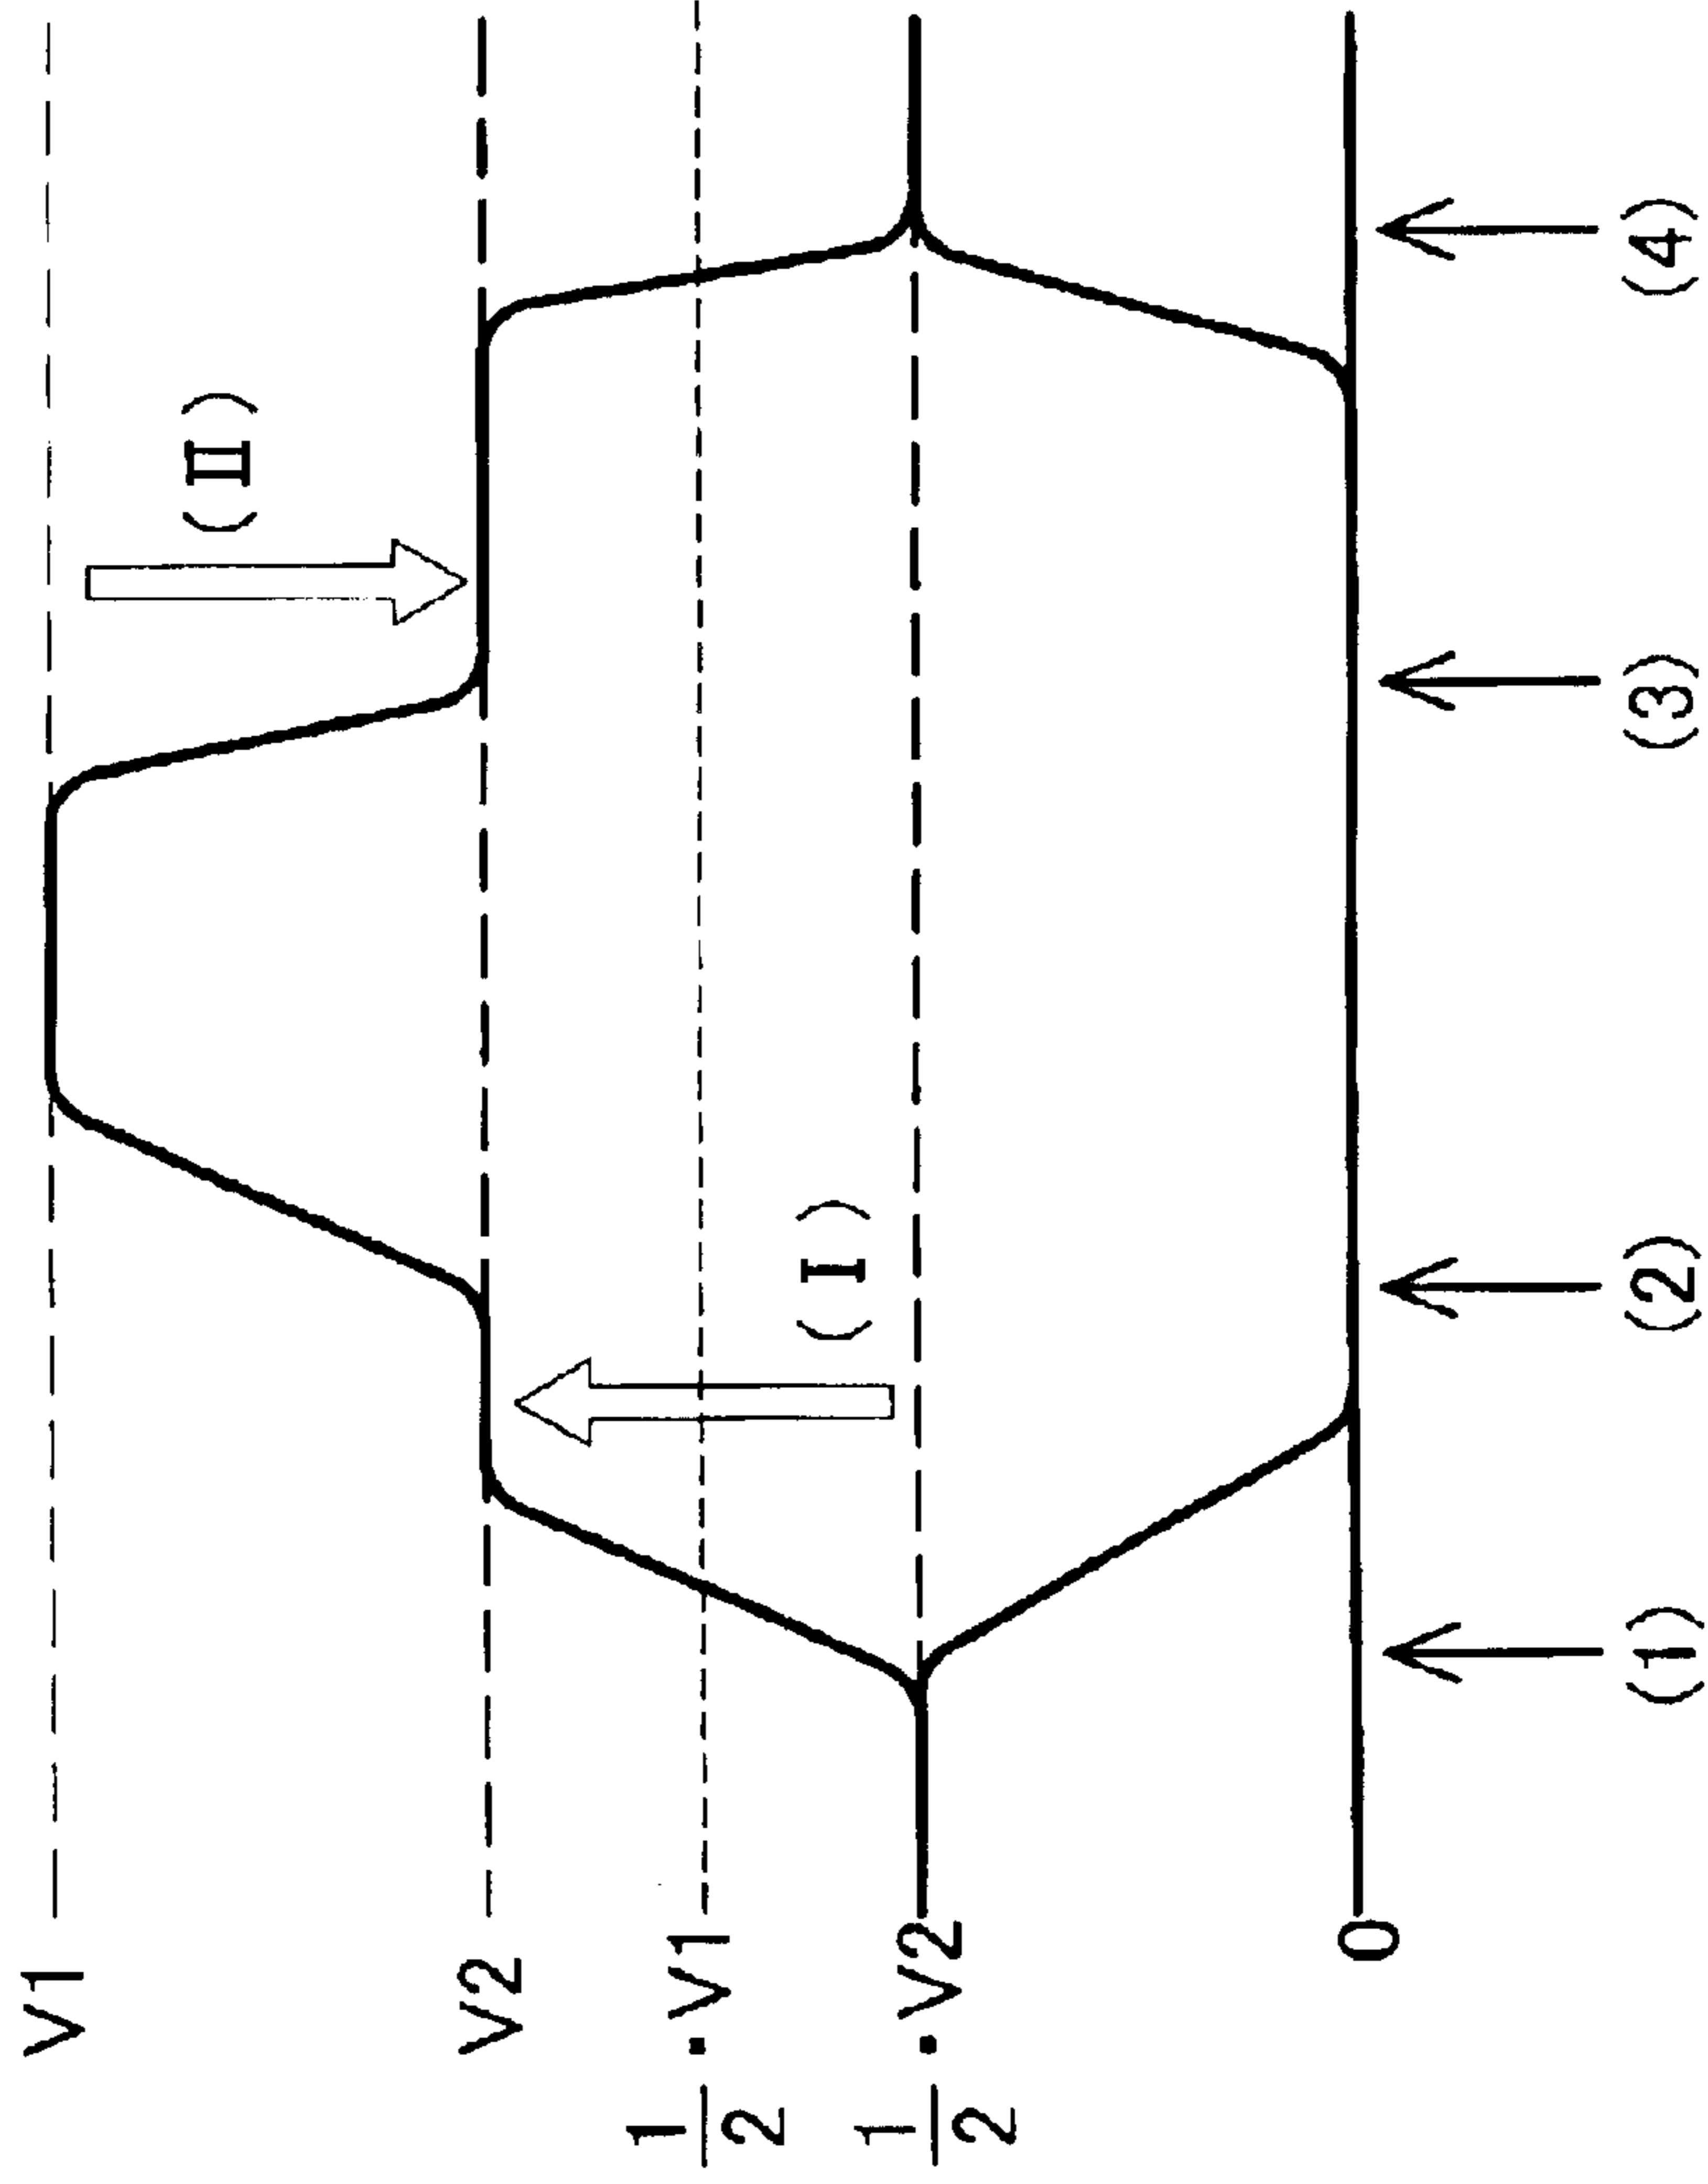 V1
V2
1/2 · V1
1/2 · V2
0
(I)
(II)
(1) (2) (3) (4)